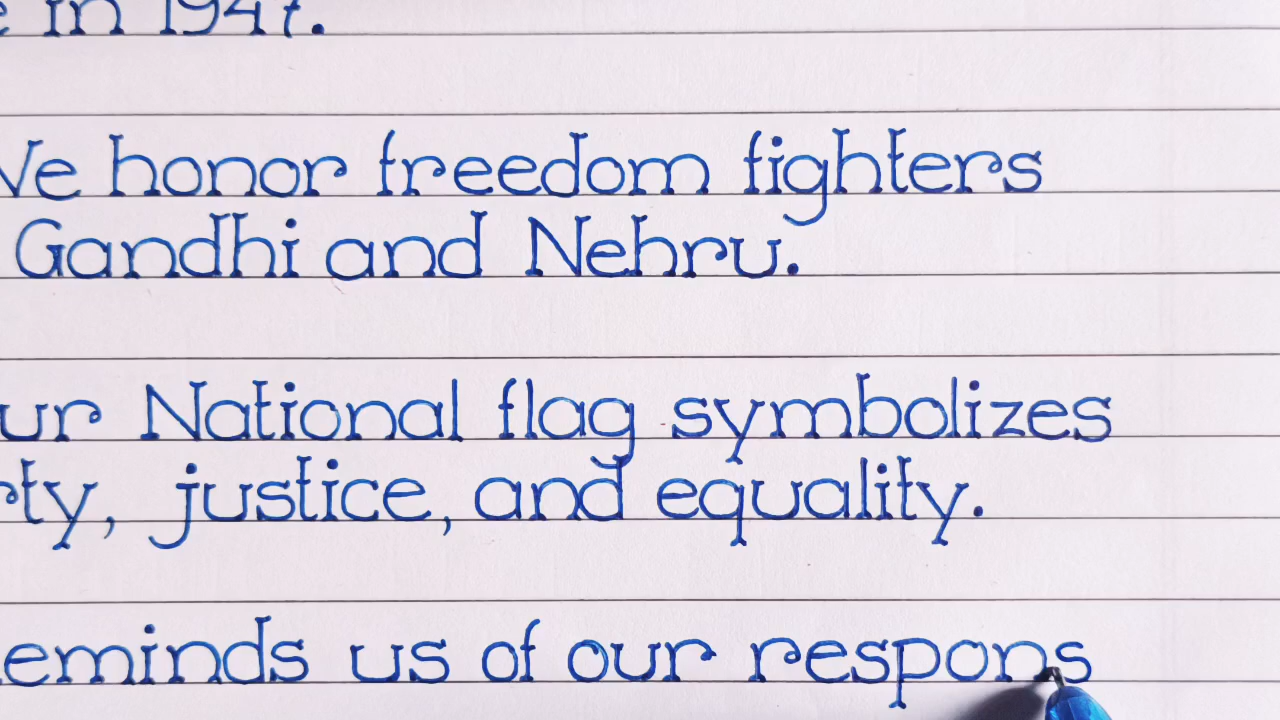 e in 1947.
We honor freedom fighters
Gandhi and Nehru.
ur National flag symbolizes
rty, justice, and equality.
eminds us of our respons